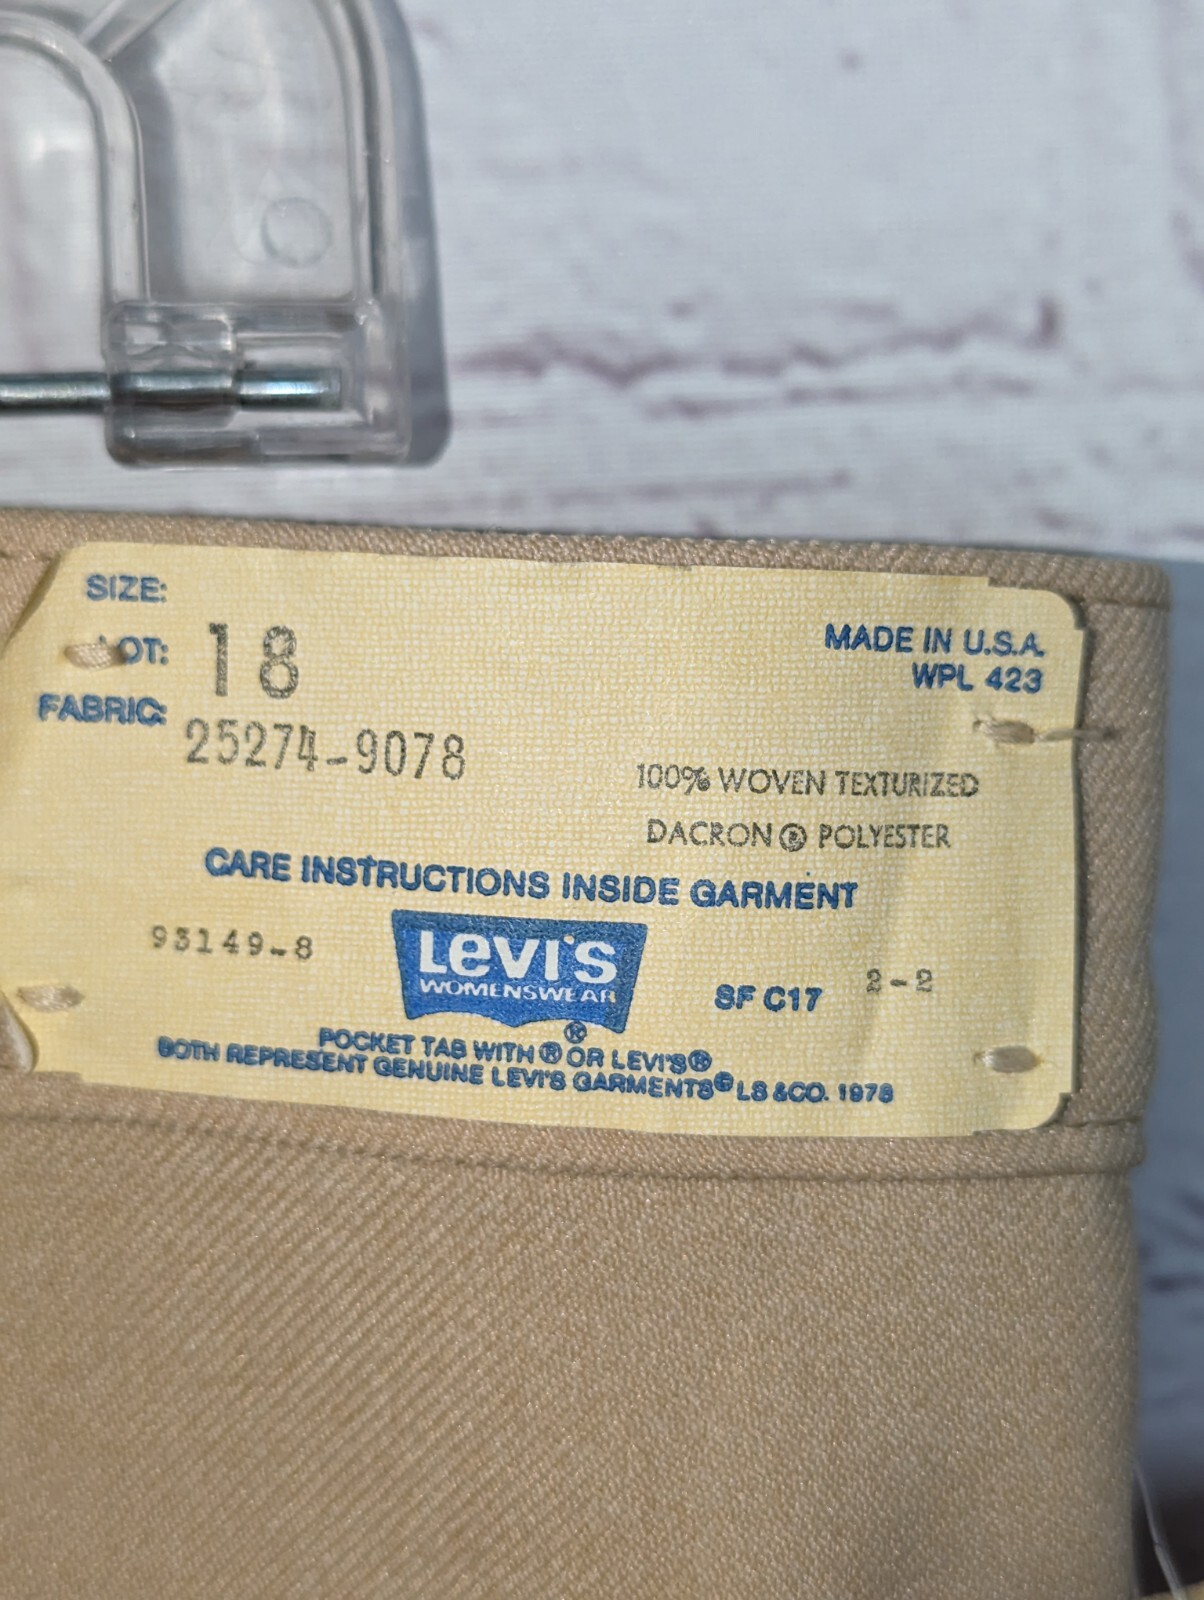 SIZE:
LOT: 18
FABRIC:
25274-9078
MADE IN U.S.A.
WPL 423
100% WOVEN TEXTURIZED
DACRON® POLYESTER
CARE INSTRUCTIONS INSIDE GARMENT
93149-8
LEVI'S
WOMENSWEAR
®
SF C17
2-2
POCKET TAB WITH ® OR LEVI'S®
BOTH REPRESENT GENUINE LEVI'S GARMENTS® LS &CO. 1978